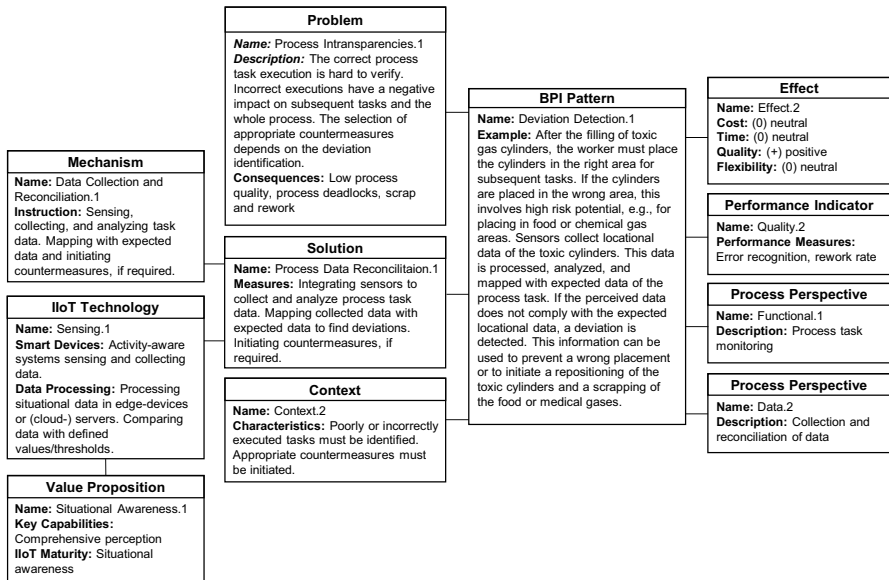 Problem
Name: Process Intransparencies.1
Description: The correct process
task execution is hard to verify.
Incorrect executions have a negative
impact on subsequent tasks and the
whole process. The selection of
appropriate countermeasures
depends on the deviation
identification.
Consequences: Low process
quality, process deadlocks, scrap
and rework
Mechanism
Name: Data Collection and
Reconciliation.1
Instruction: Sensing,
collecting, and analyzing task
data. Mapping with expected
data and initiating
countermeasures, if required.
Solution
Name: Process Data Reconcilitaion.1
Measures: Integrating sensors to
collect and analyze process task
data. Mapping collected data with
expected data to find deviations.
Initiating countermeasures, if
required.
IIoT Technology
Name: Sensing.1
Smart Devices: Activity-aware
systems sensing and collecting
data.
Data Processing: Processing
situational data in edge-devices
or (cloud-) servers. Comparing
data with defined
values/thresholds.
Context
Name: Context.2
Characteristics: Poorly or incorrectly
executed tasks must be identified.
Appropriate countermeasures must
be initiated.
Value Proposition
Name: Situational Awareness.1
Key Capabilities:
Comprehensive perception
IIoT Maturity: Situational
awareness
BPI Pattern
Name: Deviation Detection.1
Example: After the filling of toxic
gas cylinders, the worker must place
the cylinders in the right area for
subsequent tasks. If the cylinders
are placed in the wrong area, this
involves high risk potential, e.g., for
placing in food or chemical gas
areas. Sensors collect locational
data of the toxic cylinders. This data
is processed, analyzed, and
mapped with expected data of the
process task. If the perceived data
does not comply with the expected
locational data, a deviation is
detected. This information can be
used to prevent a wrong placement
or to initiate a repositioning of the
toxic cylinders and a scrapping of
the food or medical gases.
Effect
Name: Effect.2
Cost: (0) neutral
Time: (0) neutral
Quality: (+) positive
Flexibility: (0) neutral
Performance Indicator
Name: Quality.2
Performance Measures:
Error recognition, rework rate
Process Perspective
Name: Functional.1
Description: Process task
monitoring
Process Perspective
Name: Data.2
Description: Collection and
reconciliation of data